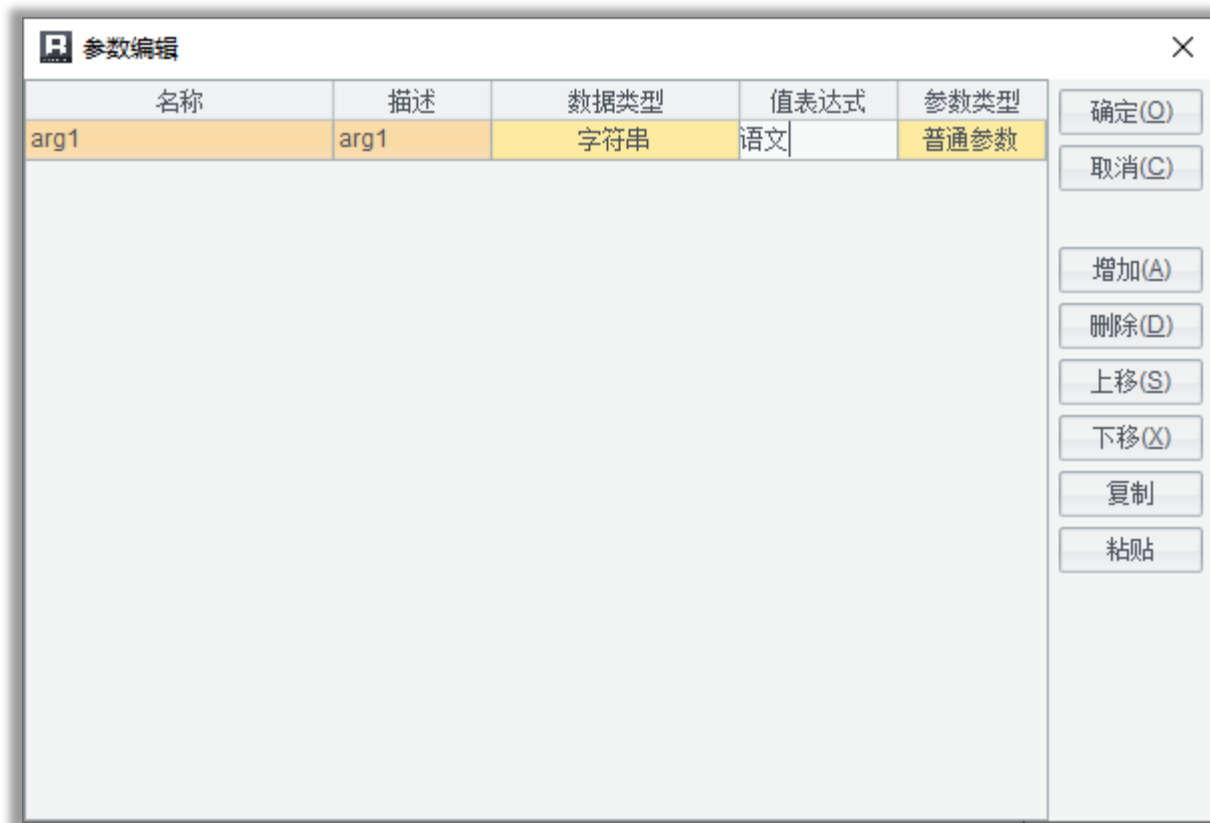 参数编辑
名称 描述 数据类型 值表达式 参数类型
arg1 arg1 字符串 语文 普通参数
确定(O)
取消(C)
增加(A)
删除(D)
上移(S)
下移(X)
复制
粘贴